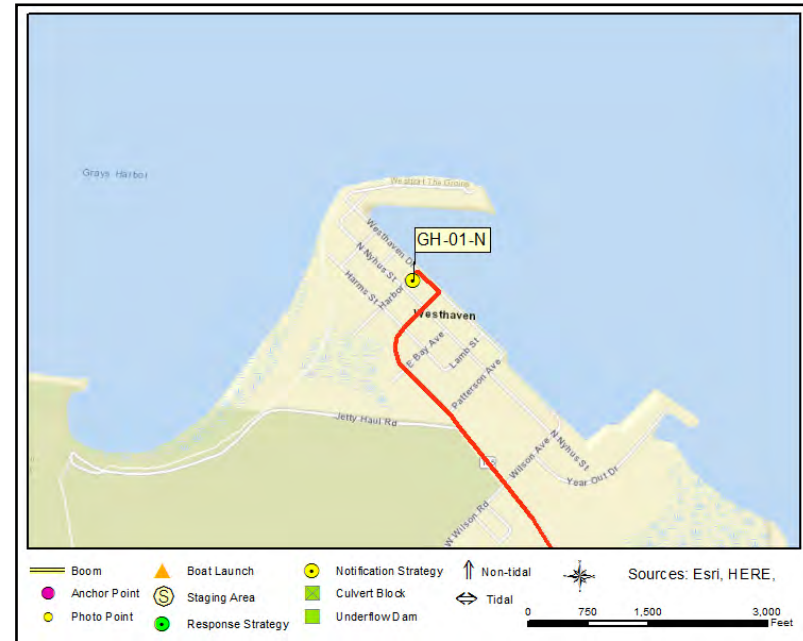 Grays Harbor
Westport The Groins
Westhaven Dr
GH-01-N
N Nyhus St
Harbor
Harms St
Westhaven
E Bay Ave
Lamb St
Patterson Ave
Jetty Haul Rd
N Nyhus St
Wilson Ave
Year Out Dr
W Wilson Rd
Boom
Boat Launch
Notification Strategy
Non-tidal
Sources: Esri, HERE,
Anchor Point
S Staging Area
Culvert Block
Tidal
Photo Point
Response Strategy
Underflow Dam
0 750 1,500 3,000
Feet